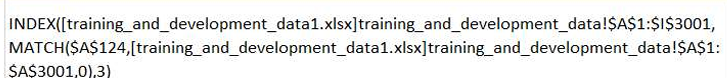 INDEX([training_and_development_data1.xlsx]training_and_development_data!$A$1:$I$3001,
MATCH($A$124,[training_and_development_data1.xlsx]training_and_development_data!$A$1:
$A$3001,0),3)